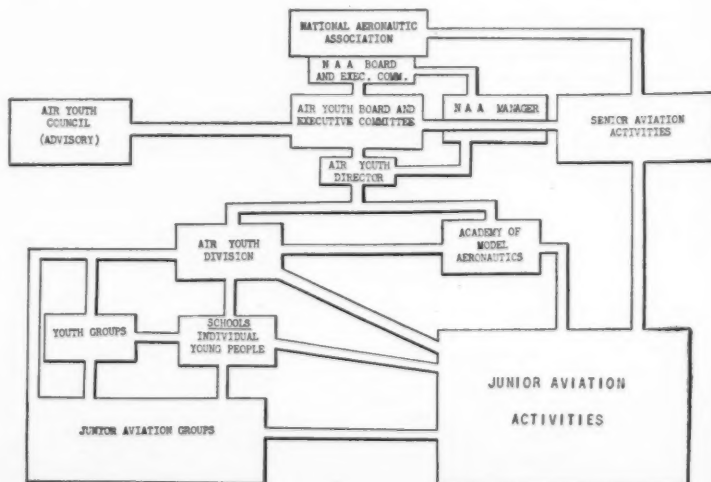 NATIONAL AERONAUTIC
ASSOCIATION
N A A BOARD
AND EXEC. COMM.
AIR YOUTH
COUNCIL
(ADVISORY)
AIR YOUTH BOARD AND
EXECUTIVE COMMITTEE
N A A MANAGER
SENIOR AVIATION
ACTIVITIES
AIR YOUTH
DIRECTOR
AIR YOUTH
DIVISION
ACADEMY OF
MODEL
AERONAUTICS
YOUTH GROUPS
SCHOOLS
INDIVIDUAL
YOUNG PEOPLE
JUNIOR AVIATION
ACTIVITIES
JUNIOR AVIATION GROUPS